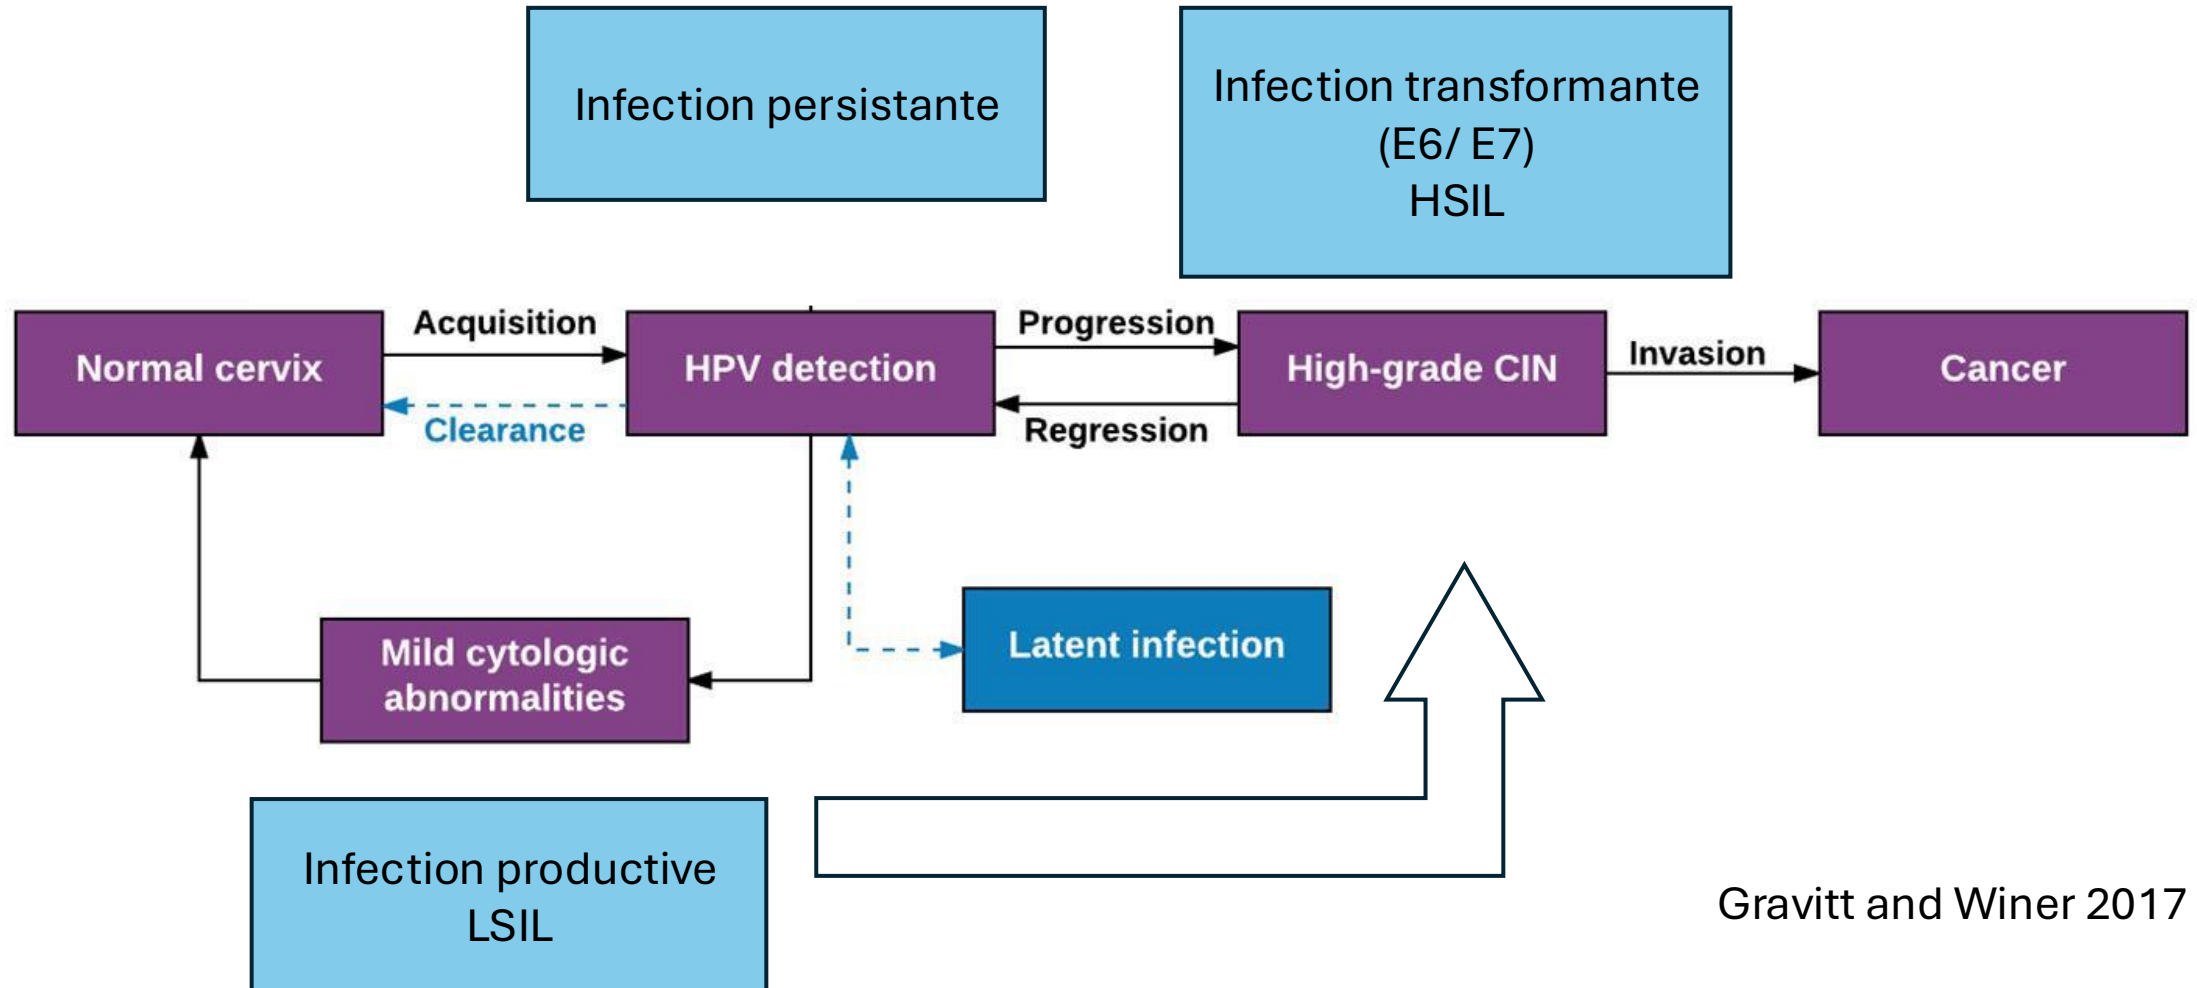 Infection persistante
Infection transformante
(E6/ E7)
HSIL
Acquisition
Progression
Normal cervix
HPV detection
High-grade CIN
Invasion
Cancer
Clearance
Regression
Mild cytologic
abnormalities
Latent infection
Infection productive
LSIL
Gravitt and Winer 2017